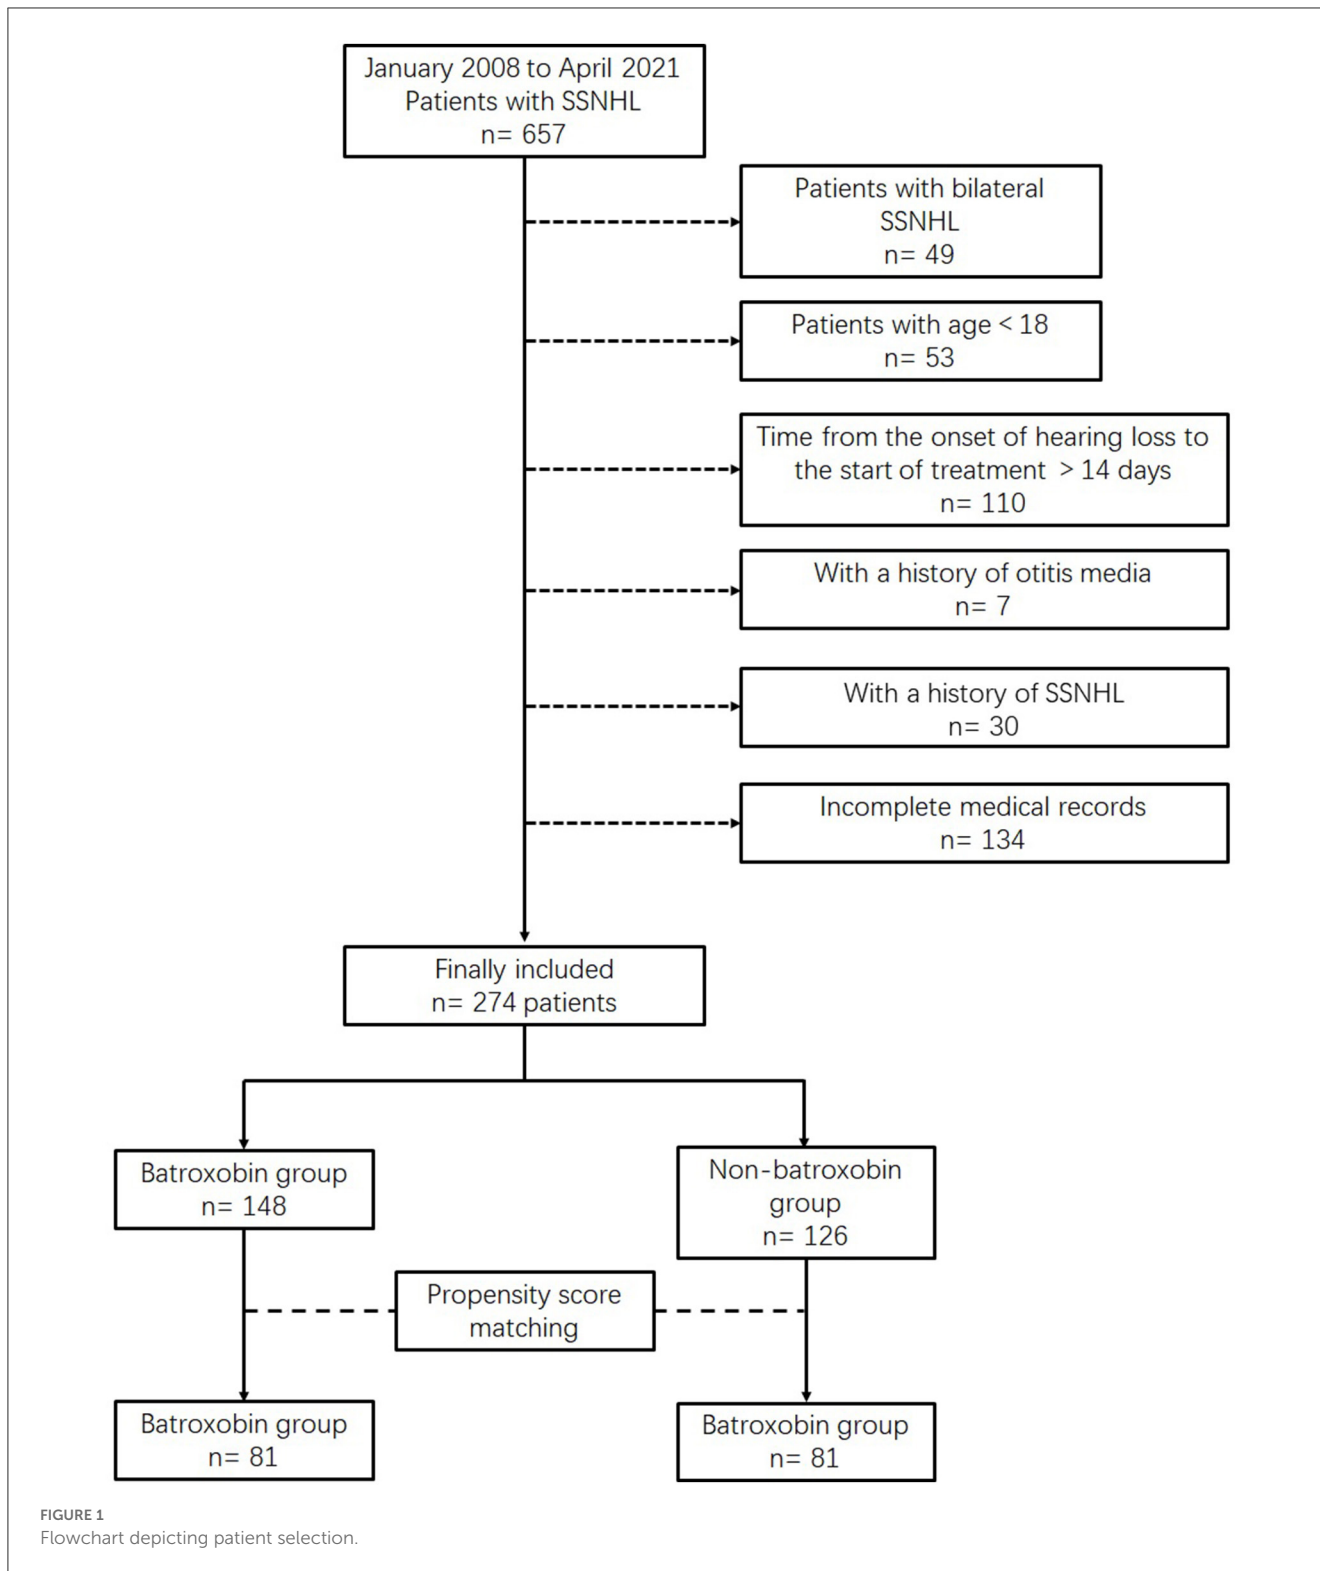 January 2008 to April 2021
Patients with SSNHL
n= 657
Patients with bilateral
SSNHL
n= 49
Patients with age < 18
n= 53
Time from the onset of hearing loss to
the start of treatment > 14 days
n= 110
With a history of otitis media
n= 7
With a history of SSNHL
n= 30
Incomplete medical records
n= 134
Finally included
n= 274 patients
Batroxobin group
n= 148
Non-batroxobin
group
n= 126
Propensity score
matching
Batroxobin group
n= 81
Batroxobin group
n= 81
FIGURE 1
Flowchart depicting patient selection.